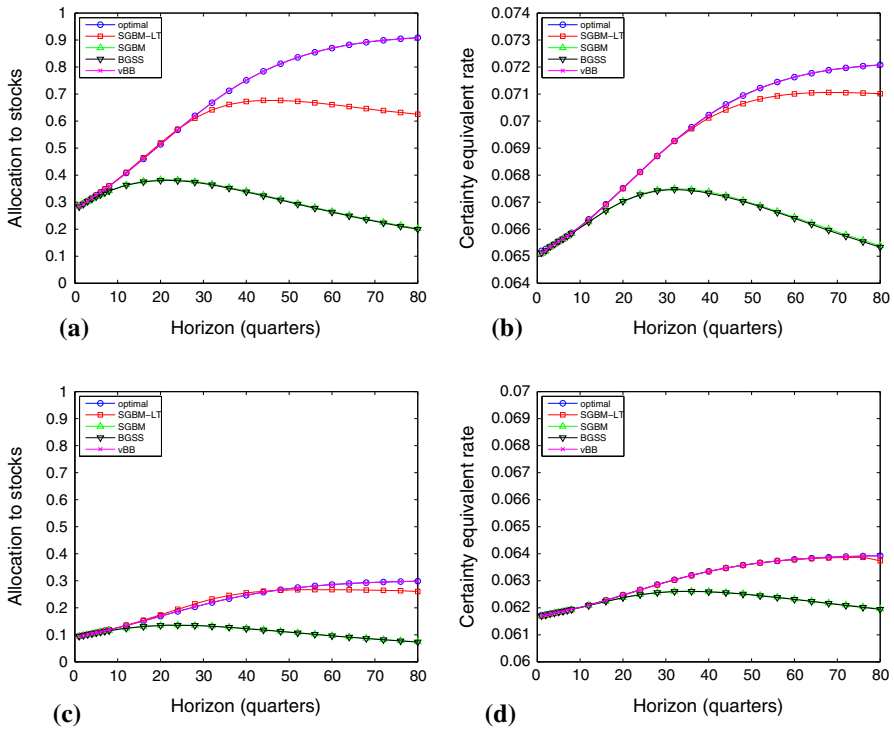 optimal
SGBM-LT
SGBM
BGSS
vBB
1
0.9
0.8
0.7
0.6
0.5
0.4
0.3
0.2
0.1
0
Allocation to stocks
0 10 20 30 40 50 60 70 80
Horizon (quarters)
(a)
optimal
SGBM-LT
SGBM
BGSS
vBB
0.074
0.073
0.072
0.071
0.07
0.069
0.068
0.067
0.066
0.065
0.064
Certainty equivalent rate
0 10 20 30 40 50 60 70 80
Horizon (quarters)
(b)
optimal
SGBM-LT
SGBM
BGSS
vBB
1
0.9
0.8
0.7
0.6
0.5
0.4
0.3
0.2
0.1
0
Allocation to stocks
0 10 20 30 40 50 60 70 80
Horizon (quarters)
(c)
optimal
SGBM-LT
SGBM
BGSS
vBB
0.07
0.069
0.068
0.067
0.066
0.065
0.064
0.063
0.062
0.061
0.06
Certainty equivalent rate
0 10 20 30 40 50 60 70 80
Horizon (quarters)
(d)